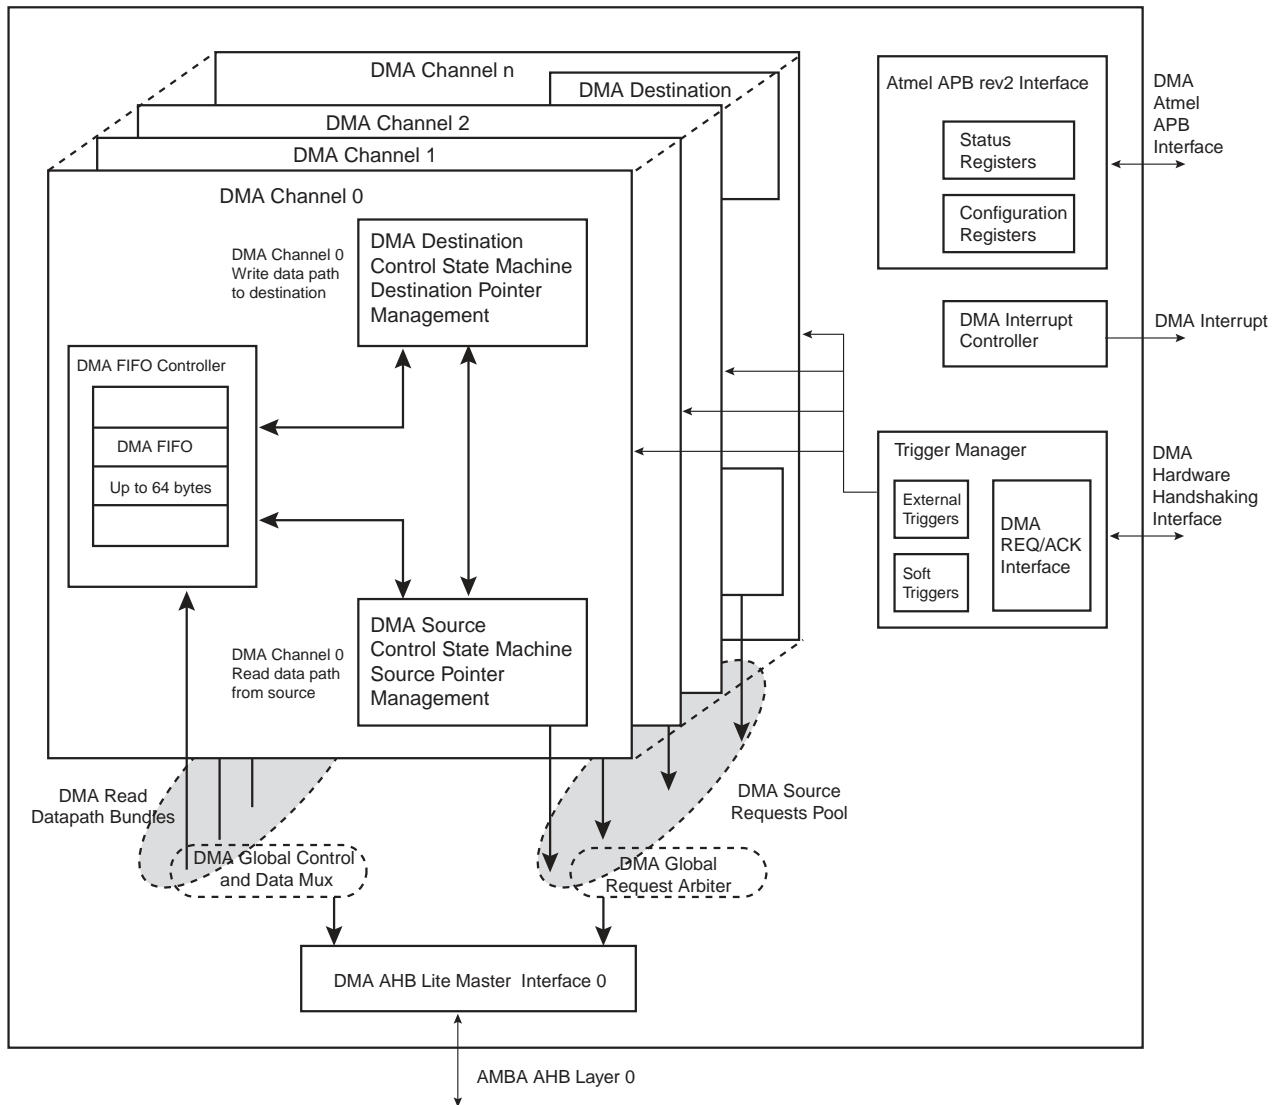 DMA Channel n
DMA Destination
DMA Channel 2
DMA Channel 1
DMA Channel 0
DMA Channel 0
Write data path
to destination
DMA Destination
Control State Machine
Destination Pointer
Management
DMA FIFO Controller
DMA FIFO
Up to 64 bytes
DMA Channel 0
Read data path
from source
DMA Source
Control State Machine
Source Pointer
Management
Atmel APB rev2 Interface
Status
Registers
Configuration
Registers
DMA
Atmel
APB
Interface
DMA Interrupt
Controller
DMA Interrupt
Trigger Manager
External
Triggers
Soft
Triggers
DMA
REQ/ACK
Interface
DMA
Hardware
Handshaking
Interface
DMA Read
Datapath Bundles
DMA Source
Requests Pool
DMA Global Control
and Data Mux
DMA Global
Request Arbiter
DMA AHB Lite Master Interface 0
AMBA AHB Layer 0